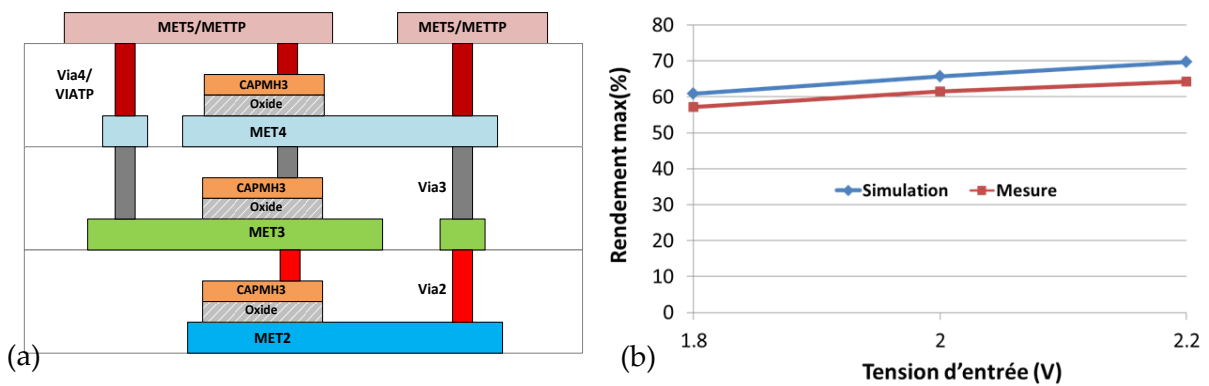 MET5/METTP
MET5/METTP
Via4/
VIATP
CAPMH3
Oxide
MET4
CAPMH3
Via3
Oxide
MET3
CAPMH3
Via2
Oxide
MET2
(a)
Rendement max(%)
80
70
60
50
40
30
20
10
0
Simulation
Mesure
1.8
2
2.2
Tension d'entrée (V)
(b)